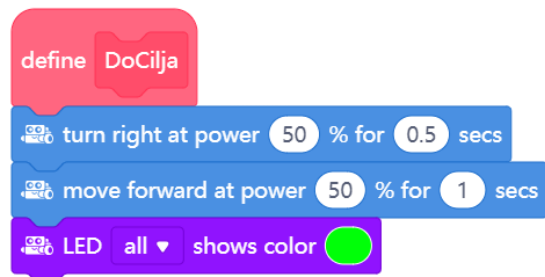 define DoCilja
turn right at power 50 % for 0.5 secs
move forward at power 50 % for 1 secs
LED all ▾ shows color